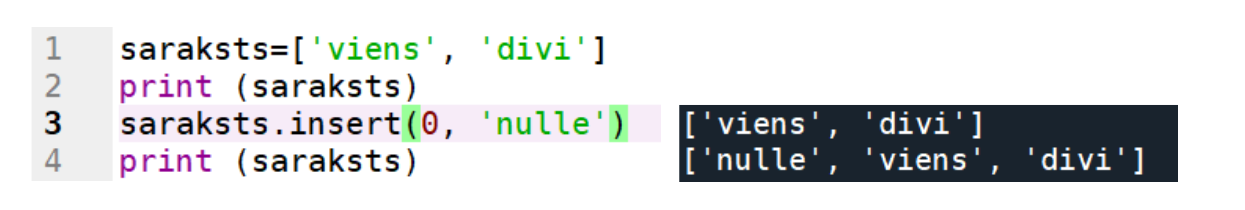 1 saraksts=['viens', 'divi']
2 print (saraksts)
3 saraksts.insert(0, 'nulle')
4 print (saraksts)
['viens', 'divi']
['nulle', 'viens', 'divi']